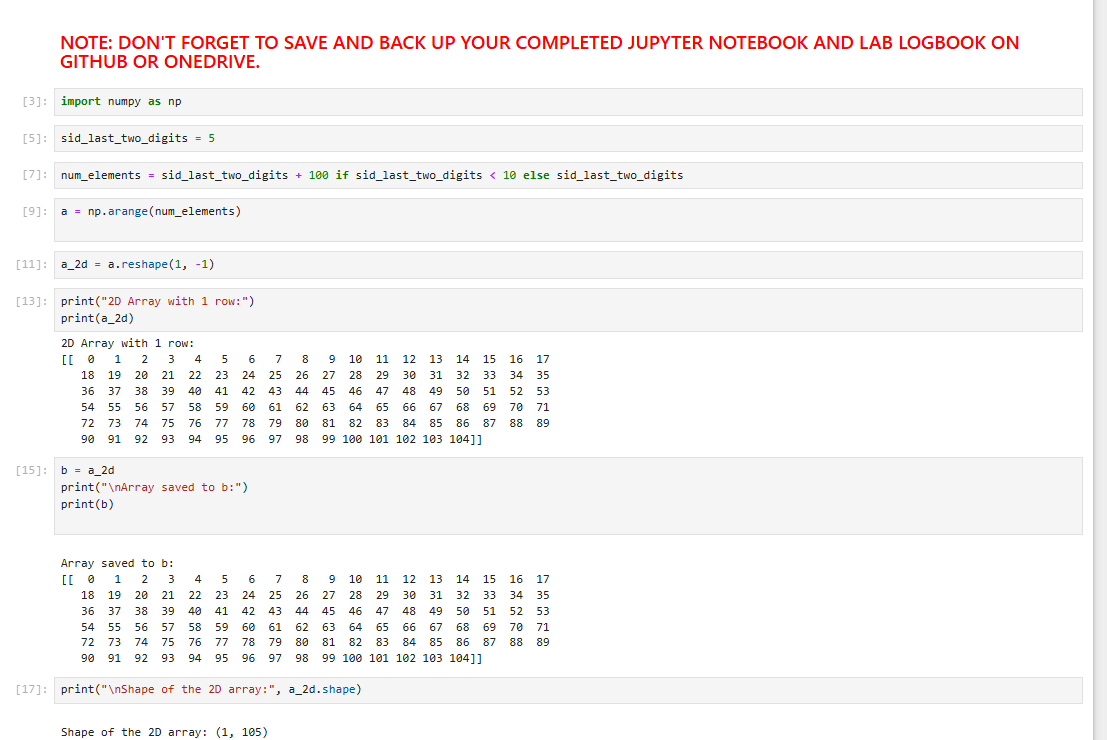 NOTE: DON'T FORGET TO SAVE AND BACK UP YOUR COMPLETED JUPYTER NOTEBOOK AND LAB LOGBOOK ON
GITHUB OR ONEDRIVE.
[3]: import numpy as np
[5]: sid_last_two_digits = 5
[7]: num_elements = sid_last_two_digits + 100 if sid_last_two_digits < 10 else sid_last_two_digits
[9]: a = np.arange(num_elements)
[11]: a_2d = a.reshape(1, -1)
[13]: print("2D Array with 1 row:")
print(a_2d)
2D Array with 1 row:
[[  0   1   2   3   4   5   6   7   8   9  10  11  12  13  14  15  16  17
   18  19  20  21  22  23  24  25  26  27  28  29  30  31  32  33  34  35
   36  37  38  39  40  41  42  43  44  45  46  47  48  49  50  51  52  53
   54  55  56  57  58  59  60  61  62  63  64  65  66  67  68  69  70  71
   72  73  74  75  76  77  78  79  80  81  82  83  84  85  86  87  88  89
   90  91  92  93  94  95  96  97  98  99 100 101 102 103 104]]
[15]: b = a_2d
print("\nArray saved to b:")
print(b)
Array saved to b:
[[  0   1   2   3   4   5   6   7   8   9  10  11  12  13  14  15  16  17
   18  19  20  21  22  23  24  25  26  27  28  29  30  31  32  33  34  35
   36  37  38  39  40  41  42  43  44  45  46  47  48  49  50  51  52  53
   54  55  56  57  58  59  60  61  62  63  64  65  66  67  68  69  70  71
   72  73  74  75  76  77  78  79  80  81  82  83  84  85  86  87  88  89
   90  91  92  93  94  95  96  97  98  99 100 101 102 103 104]]
[17]: print("\nShape of the 2D array:", a_2d.shape)
Shape of the 2D array: (1, 105)